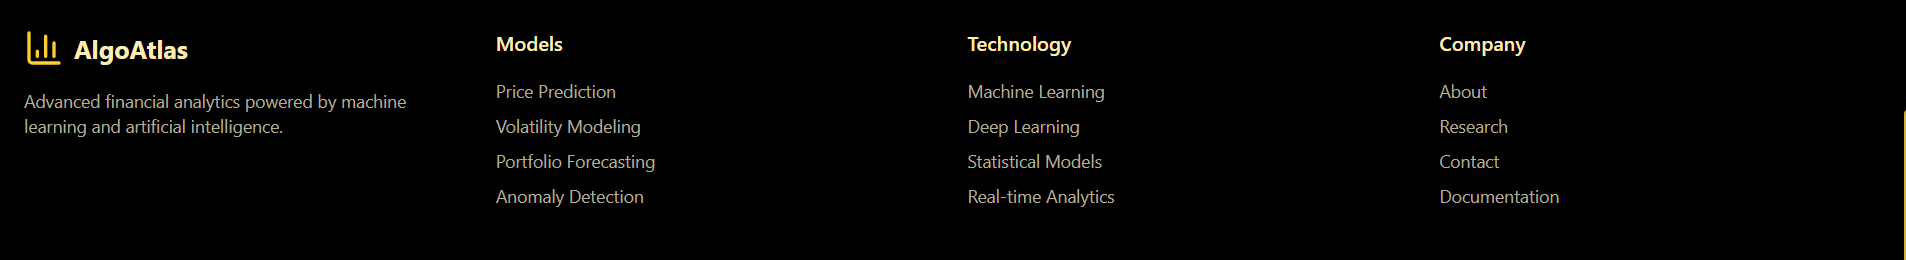 AlgoAtlas
Advanced financial analytics powered by machine
learning and artificial intelligence.
Models
Price Prediction
Volatility Modeling
Portfolio Forecasting
Anomaly Detection
Technology
Machine Learning
Deep Learning
Statistical Models
Real-time Analytics
Company
About
Research
Contact
Documentation